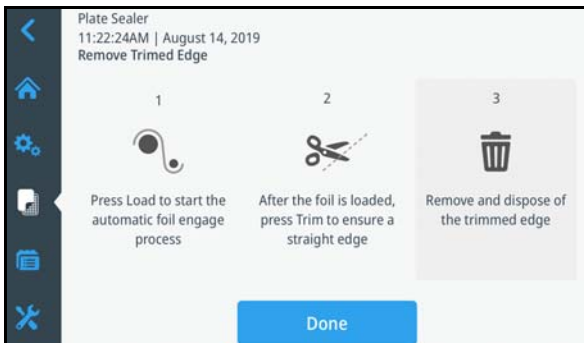 Plate Sealer
11:22:24AM | August 14, 2019
Remove Trimed Edge
1
Press Load to start the
automatic foil engage
process
2
After the foil is loaded,
press Trim to ensure a
straight edge
3
Remove and dispose of
the trimmed edge
Done